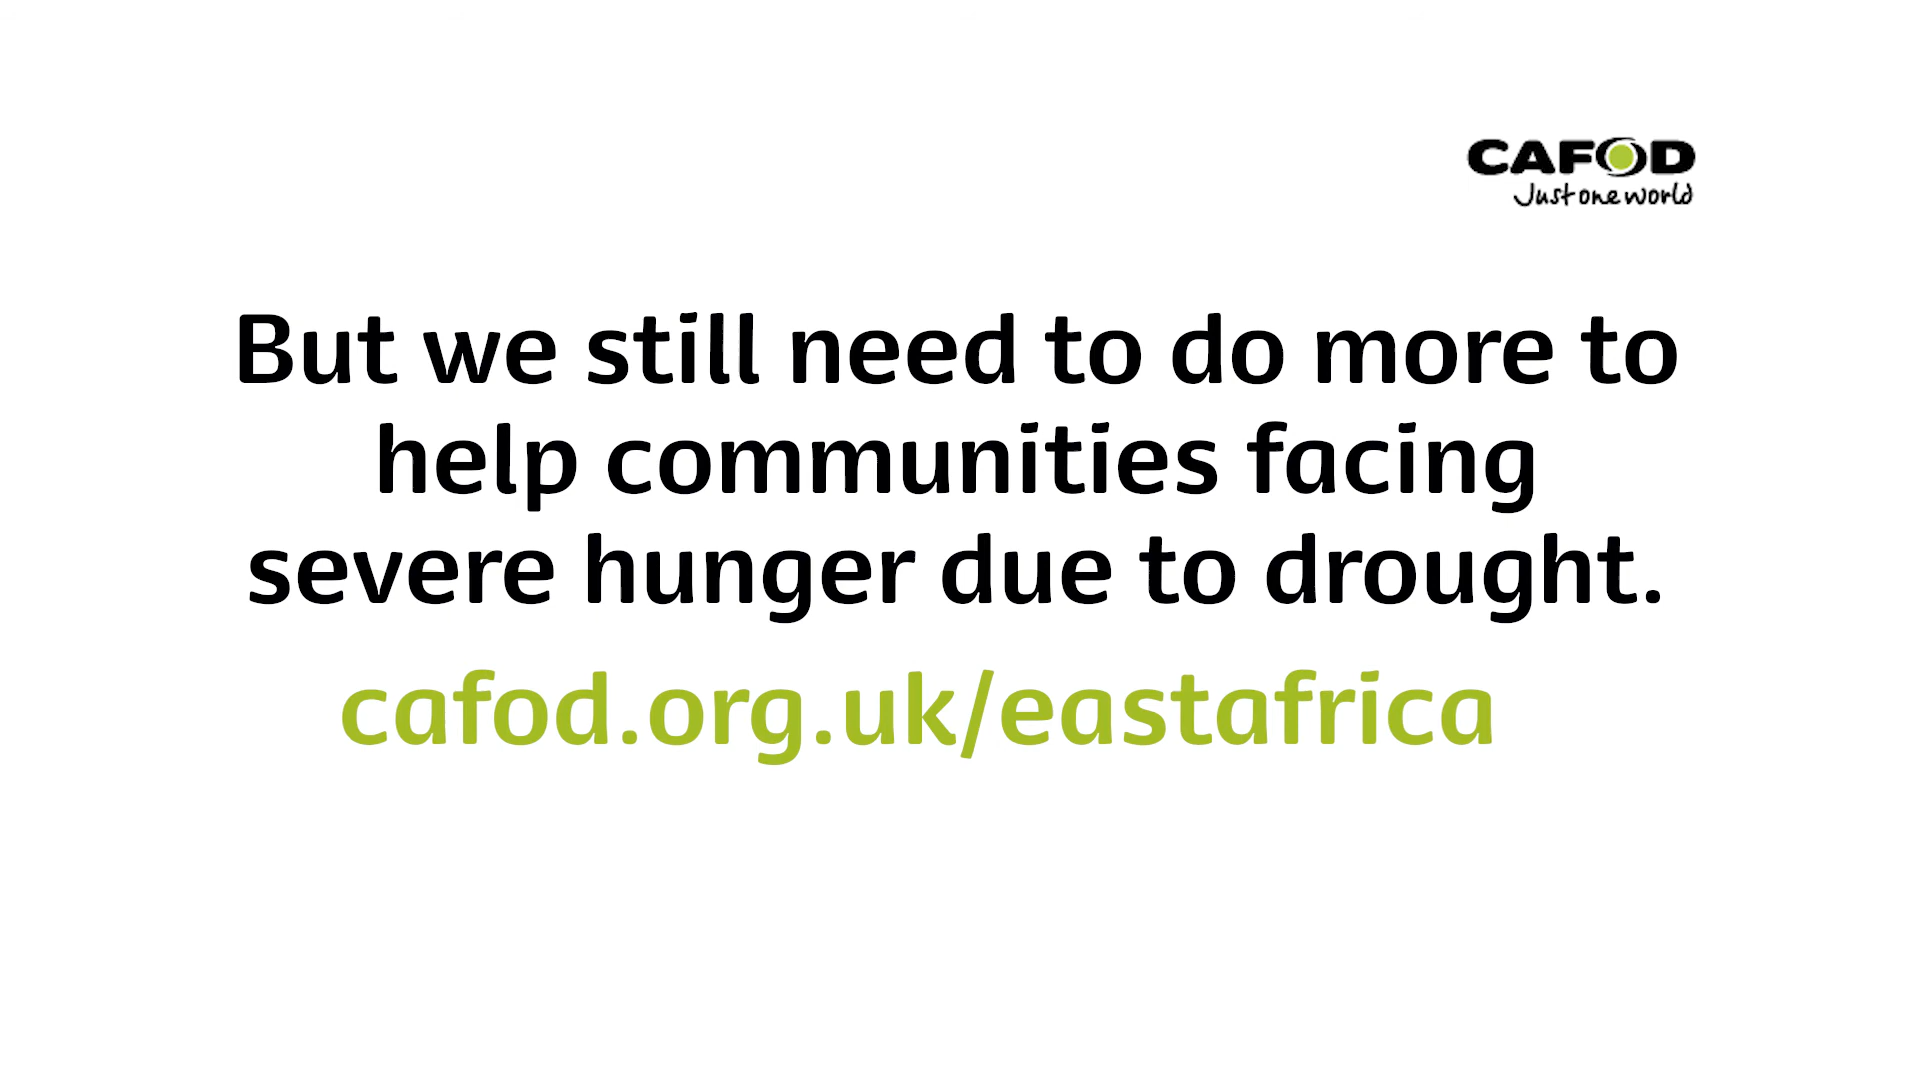 CAFOD
Just one world
But we still need to do more to
help communities facing
severe hunger due to drought.
cafod.org.uk/eastafrica